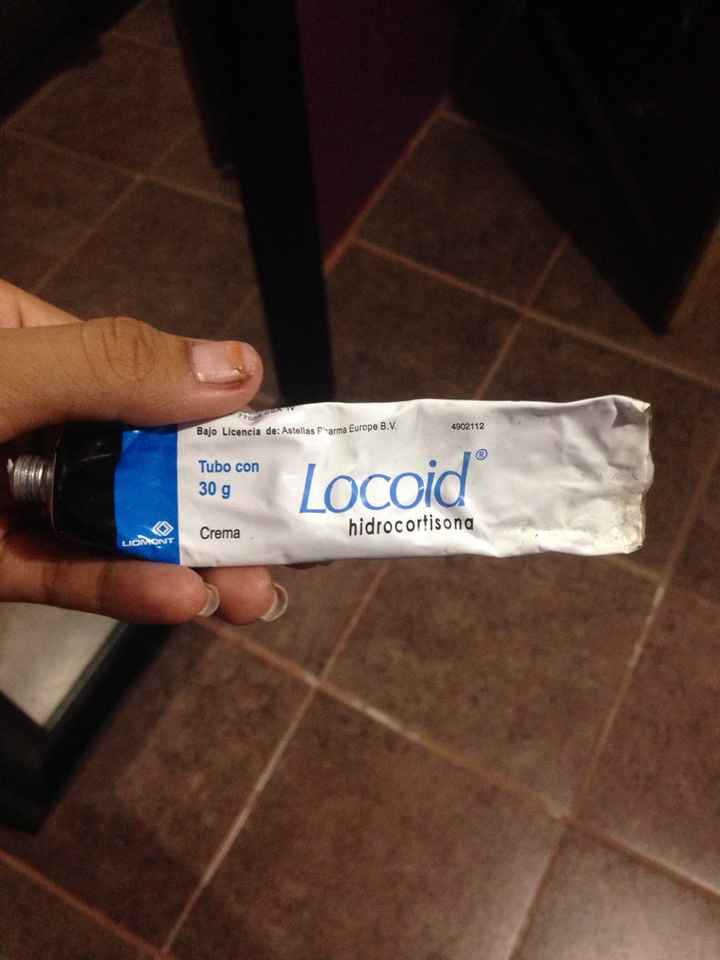 Bajo Licencia de: Astellas Pharma Europe B.V.
4902112
Tubo con
30 g
Locoid®
hidrocortisona
Crema
LIOMONT